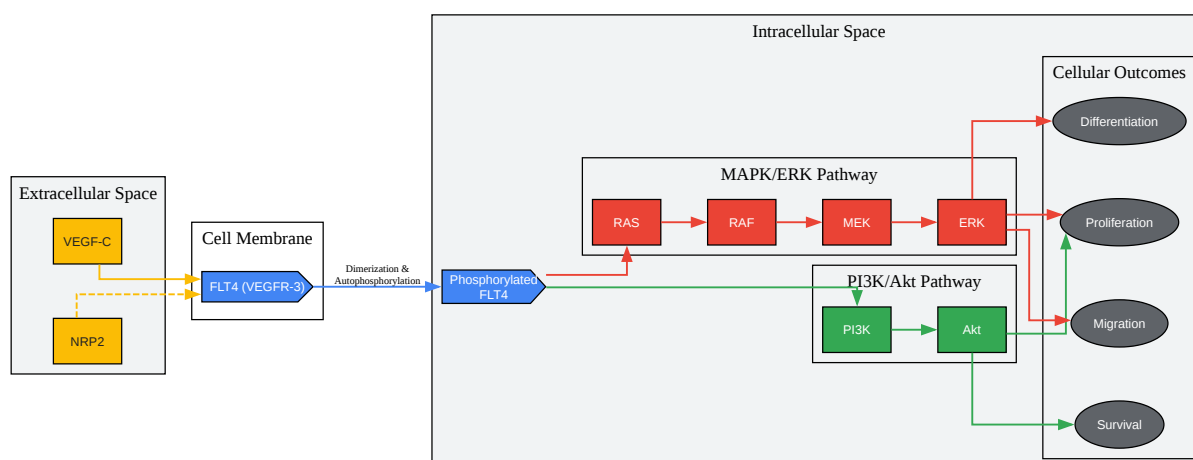 Intracellular Space
Cellular Outcomes
Differentiation
MAPK/ERK Pathway
Extracellular Space
RAS
RAF
MEK
ERK
Proliferation
VEGF-C
Cell Membrane
Dimerization &
Autophosphorylation
FLT4 (VEGFR-3)
Phosphorylated
FLT4
PI3K/Akt Pathway
NRP2
PI3K
Akt
Migration
Survival